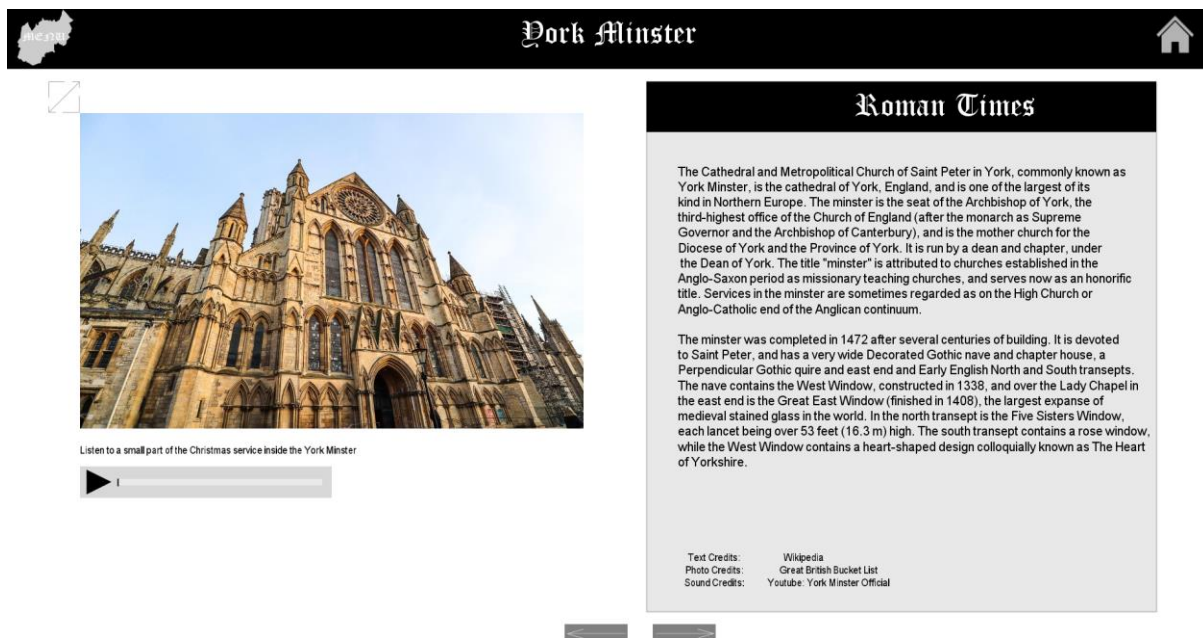 MENU
York Minster
Roman Times
The Cathedral and Metropolitical Church of Saint Peter in York, commonly known as
York Minster, is the cathedral of York, England, and is one of the largest of its
kind in Northern Europe. The minster is the seat of the Archbishop of York, the
third-highest office of the Church of England (after the monarch as Supreme
Governor and the Archbishop of Canterbury), and is the mother church for the
Diocese of York and the Province of York. It is run by a dean and chapter, under
the Dean of York. The title "minster" is attributed to churches established in the
Anglo-Saxon period as missionary teaching churches, and serves now as an honorific
title. Services in the minster are sometimes regarded as on the High Church or
Anglo-Catholic end of the Anglican continuum.
The minster was completed in 1472 after several centuries of building. It is devoted
to Saint Peter, and has a very wide Decorated Gothic nave and chapter house, a
Perpendicular Gothic quire and east end and Early English North and South transepts.
The nave contains the West Window, constructed in 1338, and over the Lady Chapel in
the east end is the Great East Window (finished in 1408), the largest expanse of
medieval stained glass in the world. In the north transept is the Five Sisters Window,
each lancet being over 53 feet (16.3 m) high. The south transept contains a rose window,
while the West Window contains a heart-shaped design colloquially known as The Heart
of Yorkshire.
Listen to a small part of the Christmas service inside the York Minster
Text Credits: Wikipedia
Photo Credits: Great British Bucket List
Sound Credits: Youtube: York Minster Official